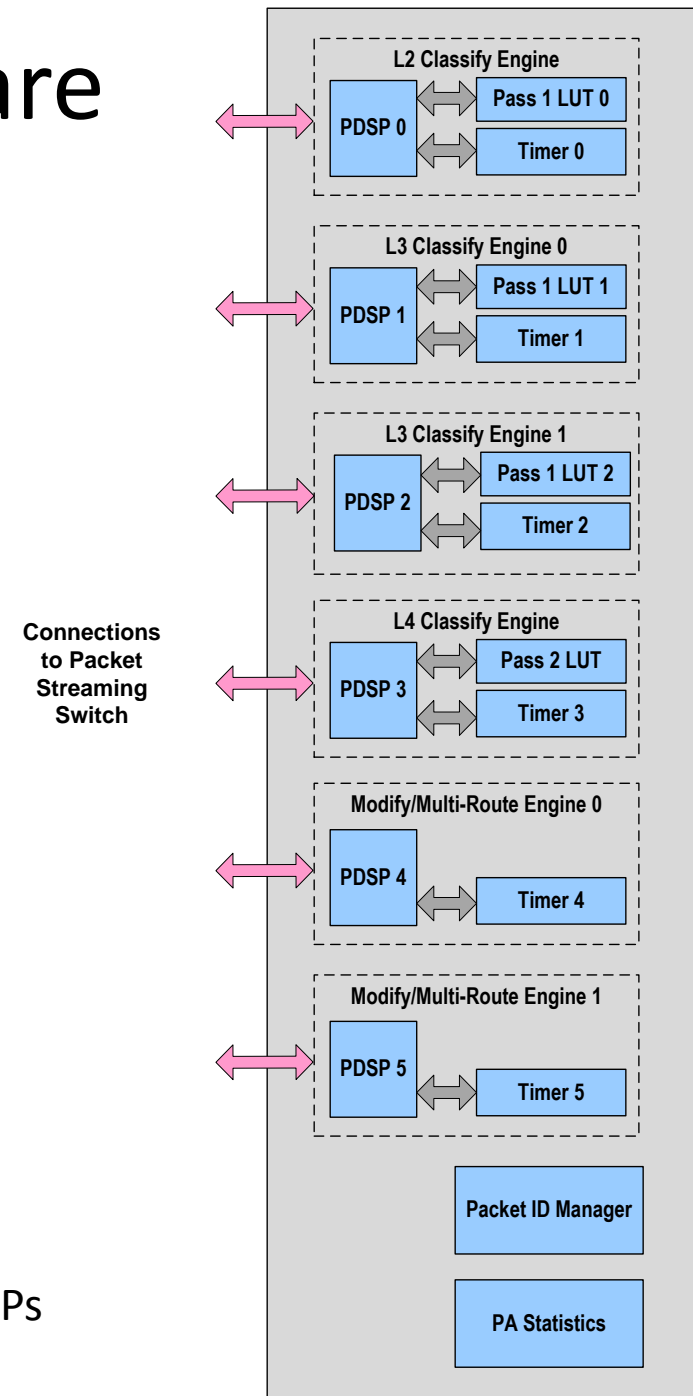 are
L2 Classify Engine
PDSP 0
Pass 1 LUT 0
Timer 0
L3 Classify Engine 0
PDSP 1
Pass 1 LUT 1
Timer 1
L3 Classify Engine 1
PDSP 2
Pass 1 LUT 2
Timer 2
Connections
to Packet
Streaming
Switch
L4 Classify Engine
PDSP 3
Pass 2 LUT
Timer 3
Modify/Multi-Route Engine 0
PDSP 4
Timer 4
Modify/Multi-Route Engine 1
PDSP 5
Timer 5
Packet ID Manager
Ps
PA Statistics